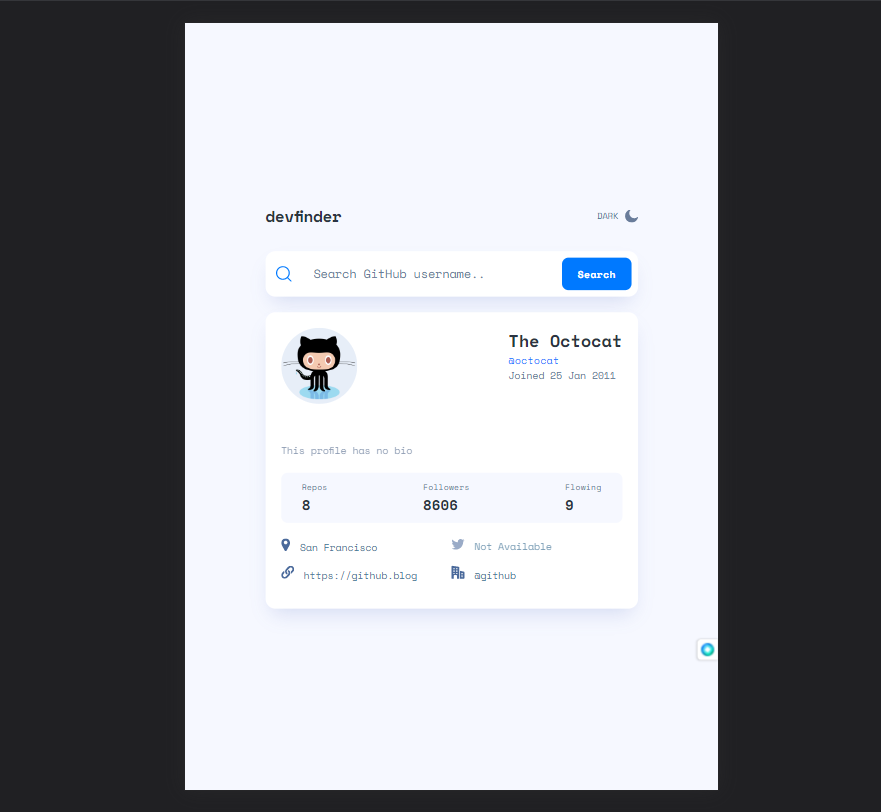 devfinder
DARK
Search GitHub username..
Search
The Octocat
@octocat
Joined 25 Jan 2011
This profile has no bio
Repos
Followers
Flowing
8
8606
9
San Francisco
Not Available
https://github.blog
@github